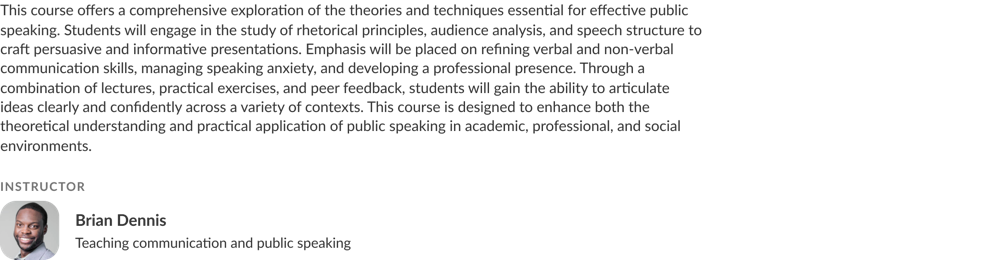 This course offers a comprehensive exploration of the theories and techniques essential for effective public
speaking. Students will engage in the study of rhetorical principles, audience analysis, and speech structure to
craft persuasive and informative presentations. Emphasis will be placed on refining verbal and non-verbal
communication skills, managing speaking anxiety, and developing a professional presence. Through a
combination of lectures, practical exercises, and peer feedback, students will gain the ability to articulate
ideas clearly and confidently across a variety of contexts. This course is designed to enhance both the
theoretical understanding and practical application of public speaking in academic, professional, and social
environments.
INSTRUCTOR
Brian Dennis
Teaching communication and public speaking